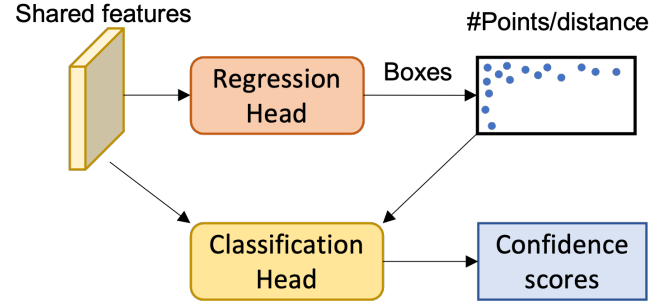 Shared features
#Points/distance
Regression
Head
Boxes
Classification
Head
Confidence
scores